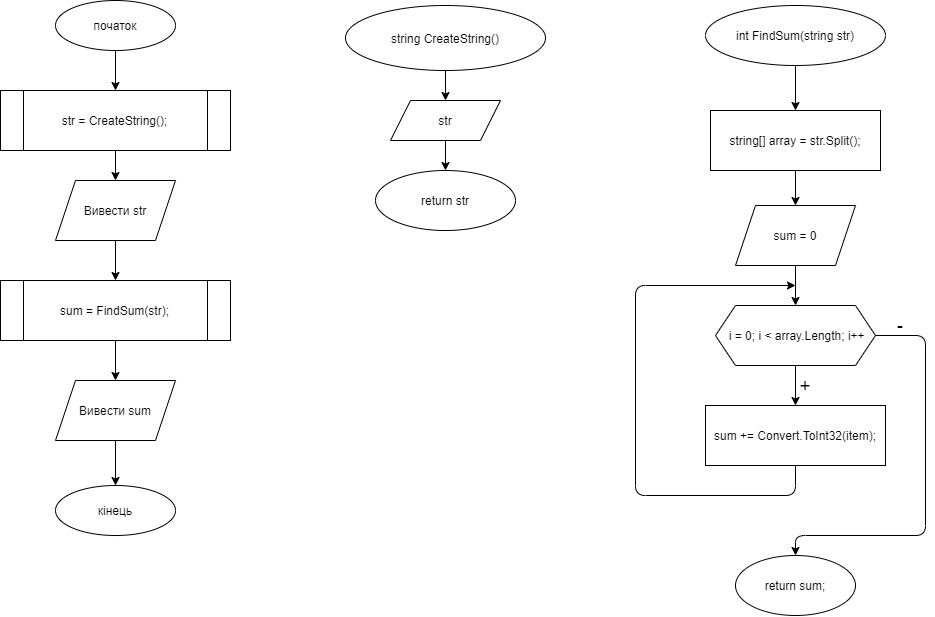 початок
str = CreateString();
Вивести str
sum = FindSum(str);
Вивести sum
кінець
string CreateString()
str
return str
int FindSum(string str)
string[] array = str.Split();
sum = 0
i = 0; i < array.Length; i++
-
+
sum += Convert.ToInt32(item);
return sum;